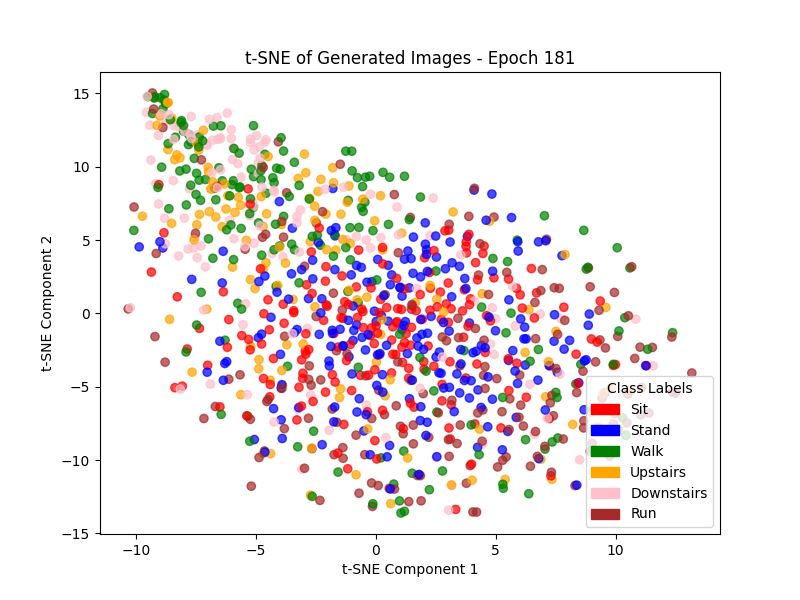 t-SNE of Generated Images - Epoch 181
t-SNE Component 2
15
10
5
0
−5
−10
−15
−10
−5
0
5
10
t-SNE Component 1
Class Labels
Sit
Stand
Walk
Upstairs
Downstairs
Run